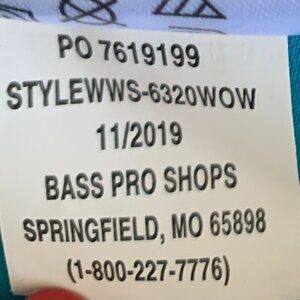 PO 7619199
STYLEWWS-6320WOW
11/2019
BASS PRO SHOPS
SPRINGFIELD, MO 65898
(1-800-227-7776)